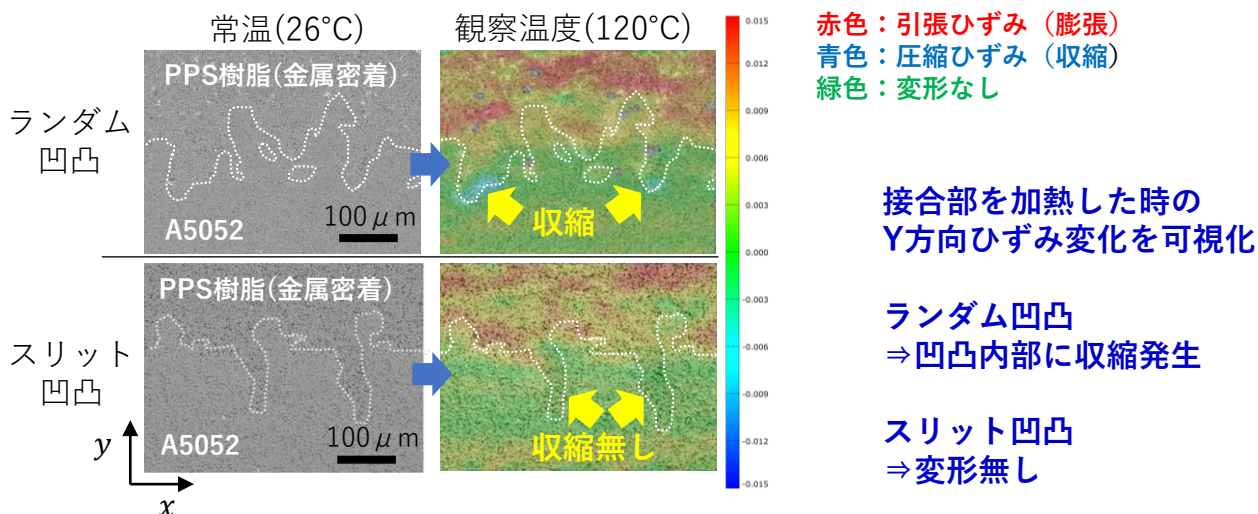 常温(26°C)
観察温度(120°C)
赤色：引張ひずみ（膨張）
青色：圧縮ひずみ（収縮）
緑色：変形なし
ランダム
凹凸
PPS樹脂(金属密着)
A5052
100μm
収縮
スリット
凹凸
PPS樹脂(金属密着)
A5052
100μm
収縮無し
y
x
0.015
0.012
0.009
0.006
0.003
0.000
-0.003
-0.006
-0.009
-0.012
-0.015
接合部を加熱した時の
Y方向ひずみ変化を可視化
ランダム凹凸
⇒凹凸内部に収縮発生
スリット凹凸
⇒変形無し